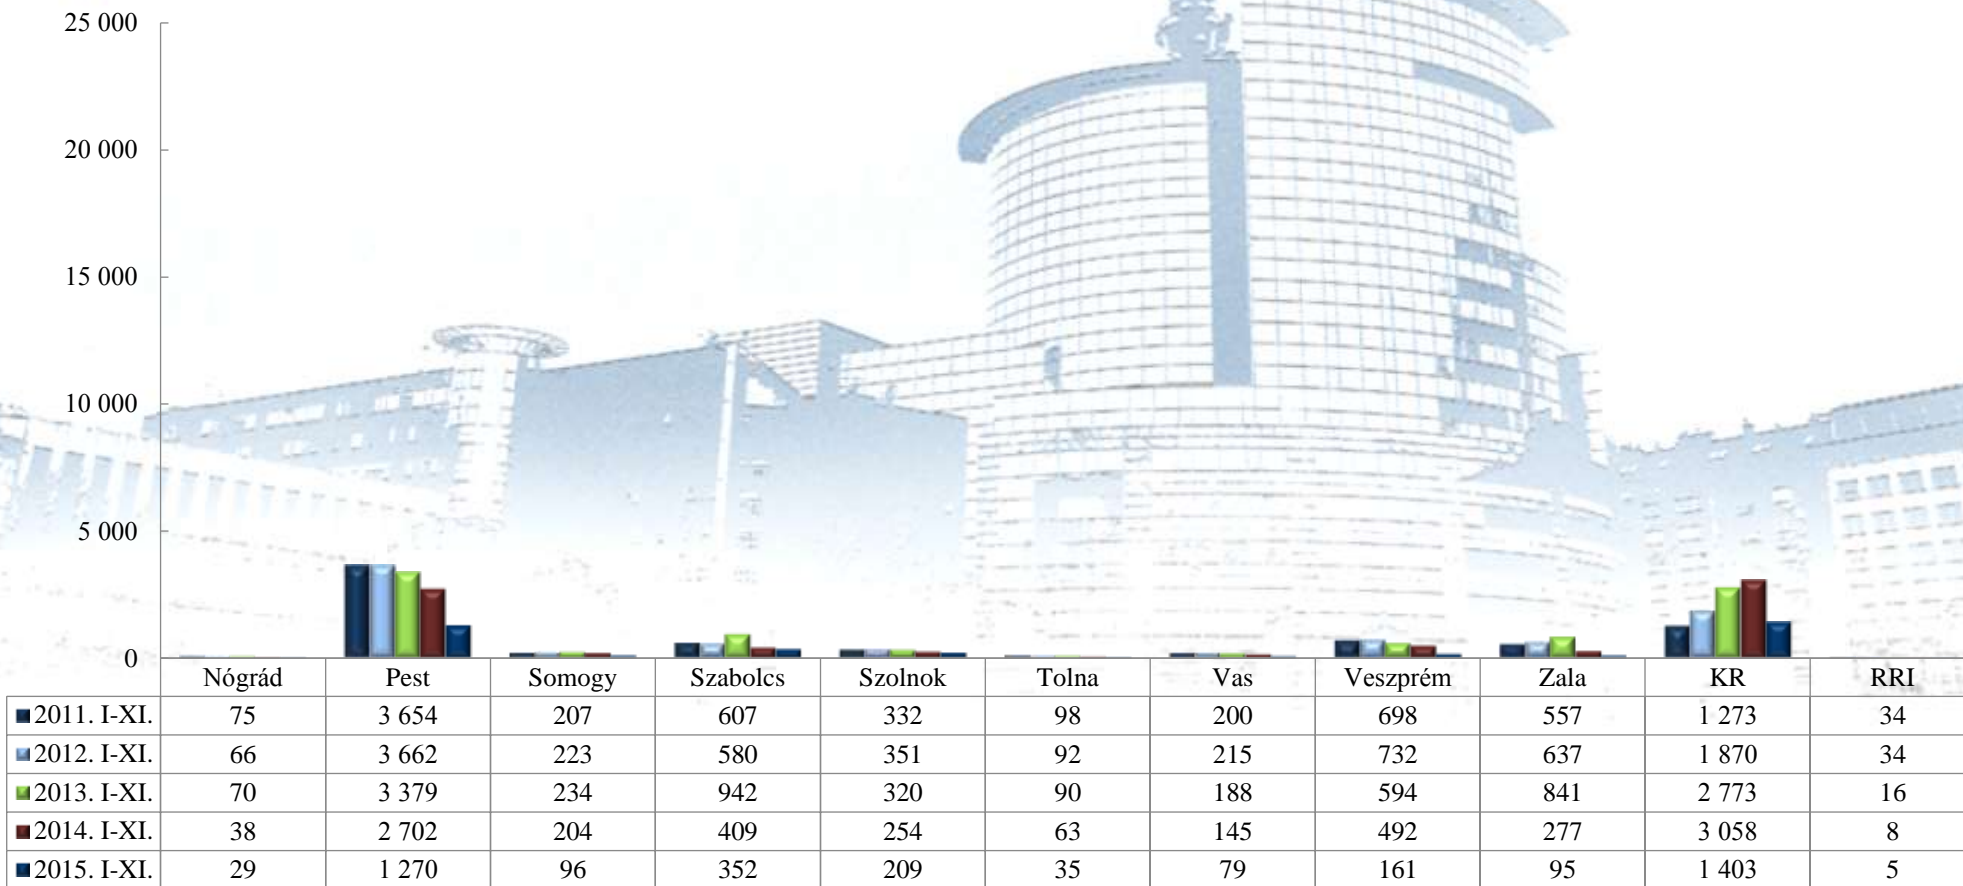 25 000
20 000
15 000
10 000
5 000
0
Nógrád Pest Somogy Szabolcs Szolnok Tolna Vas Veszprém Zala KR RRI
2011. I-XI. 75 3 654 207 607 332 98 200 698 557 1 273 34
2012. I-XI. 66 3 662 223 580 351 92 215 732 637 1 870 34
2013. I-XI. 70 3 379 234 942 320 90 188 594 841 2 773 16
2014. I-XI. 38 2 702 204 409 254 63 145 492 277 3 058 8
2015. I-XI. 29 1 270 96 352 209 35 79 161 95 1 403 5